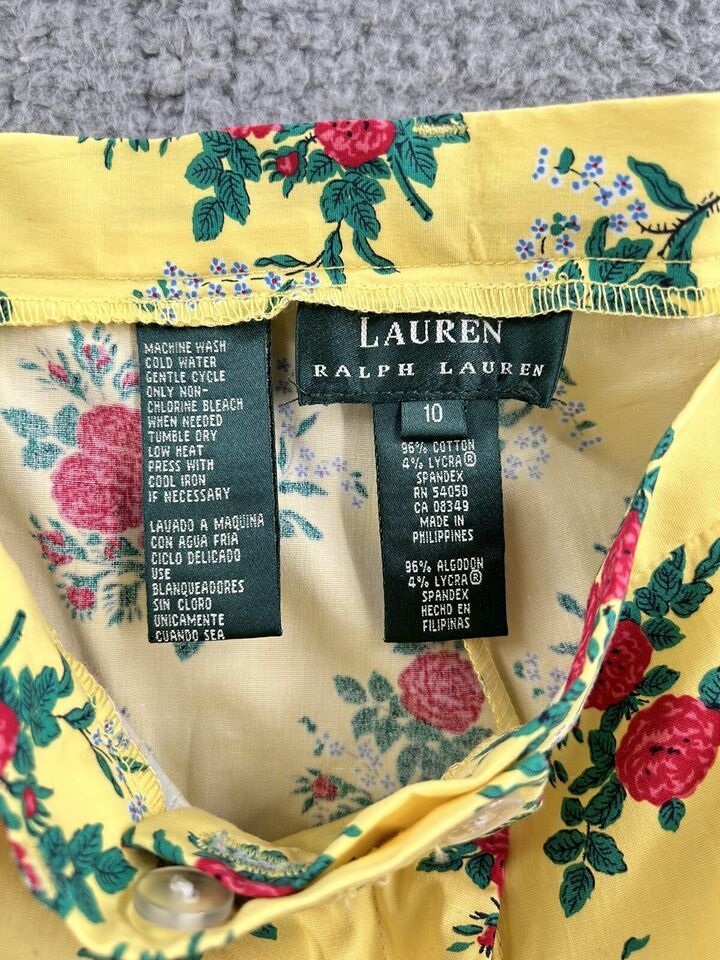 LAUREN
RALPH LAUREN
10
MACHINE WASH
COLD WATER
GENTLE CYCLE
ONLY NON-
CHLORINE BLEACH
WHEN NEEDED
TUMBLE DRY
LOW HEAT
PRESS WITH
COOL IRON
IF NECESSARY
LAVADO A MAQUINA
CON AGUA FRIA
CICLO DELICADO
USE
BLANQUEADORES
SIN CLORO
UNICAMENTE
CUANDO SEA
96% COTTON
4% LYCRA®
SPANDEX
RN 54050
CA 08349
MADE IN
PHILIPPINES
96% ALGODON
4% LYCRA®
SPANDEX
HECHO EN
FILIPINAS